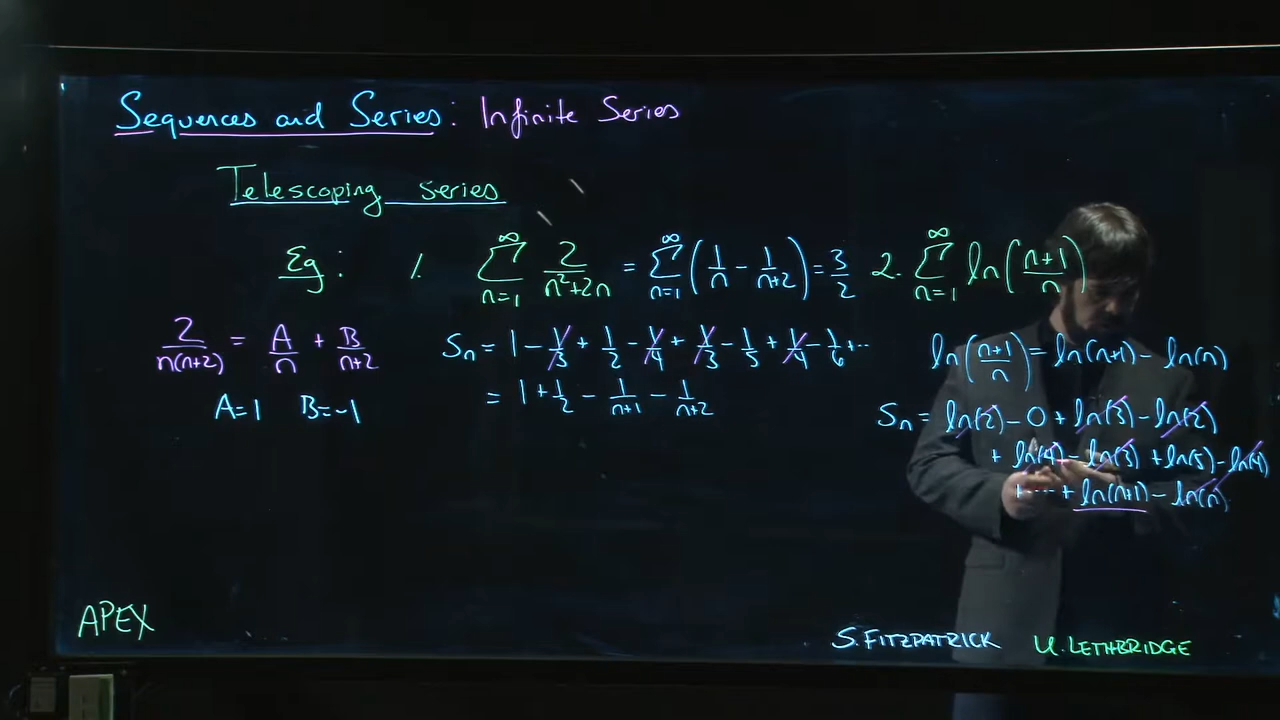 Sequences and Series: Infinite Series
Telescoping series
Eg: 1. ∑_{n=1}^{∞} 2/(n²+2n) = ∑_{n=1}^{∞} (1/n - 1/(n+2)) = 3/2 2. ∑_{n=1}^{∞} ln((n+1)/n)
2/(n(n+2)) = A/n + B/(n+2)
A=1 B=-1
Sn = 1 - 1/3 + 1/2 - 1/4 + 1/3 - 1/5 + 1/4 - 1/6 + ..
= 1 + 1/2 - 1/(n+1) - 1/(n+2)
ln((n+1)/n) = ln(n+1) - ln(n)
Sn = ln(2) - 0 + ln(3) - ln(2)
+ ln(4) - ln(3) + ln(5) - ln(4)
+ .... + ln(n+1) - ln(n)
APEX
S. FITZPATRICK U. LETHBRIDGE